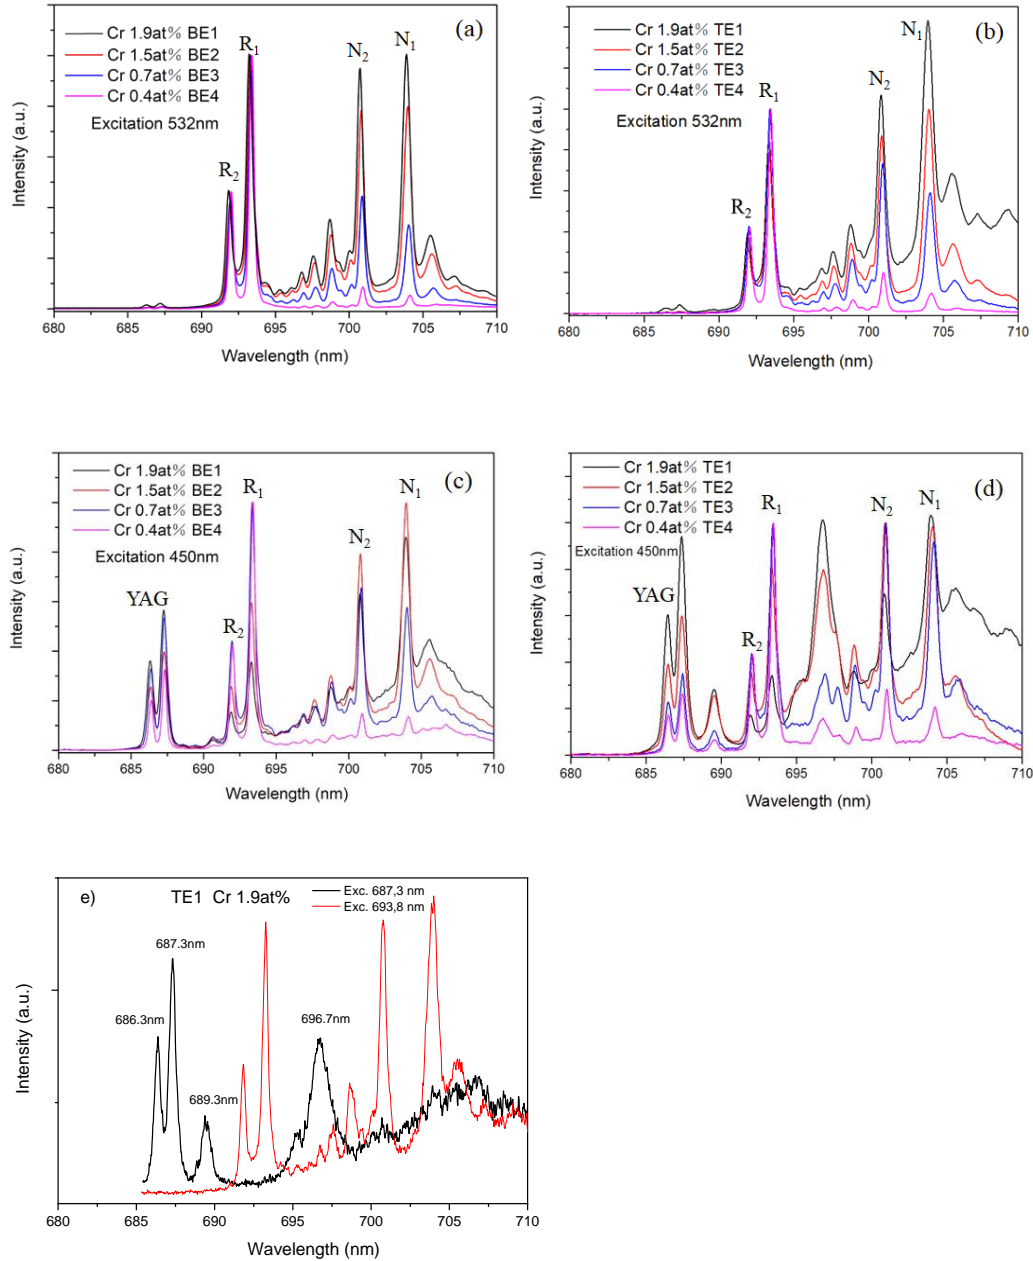 (a)
Cr 1.9at% BE1
Cr 1.5at% BE2
Cr 0.7at% BE3
Cr 0.4at% BE4
Excitation 532nm
R2
R1
N2
N1
Intensity (a.u.)
680 685 690 695 700 705 710
Wavelength (nm)
(b)
Cr 1.9at% TE1
Cr 1.5at% TE2
Cr 0.7at% TE3
Cr 0.4at% TE4
Excitation 532nm
R2
R1
N2
N1
Intensity (a.u.)
680 685 690 695 700 705 710
Wavelength (nm)
(c)
Cr 1.9at% BE1
Cr 1.5at% BE2
Cr 0.7at% BE3
Cr 0.4at% BE4
Excitation 450nm
YAG
R2
R1
N2
N1
Intensity (a.u.)
680 685 690 695 700 705 710
Wavelength (nm)
(d)
Cr 1.9at% TE1
Cr 1.5at% TE2
Cr 0.7at% TE3
Cr 0.4at% TE4
Excitation 450nm
YAG
R2
R1
N2
N1
Intensity (a.u.)
680 685 690 695 700 705 710
Wavelength (nm)
e)
TE1 Cr 1.9at%
Exc. 687,3 nm
Exc. 693,8 nm
687.3nm
686.3nm
689.3nm
696.7nm
Intensity (a.u.)
680 685 690 695 700 705 710
Wavelength (nm)